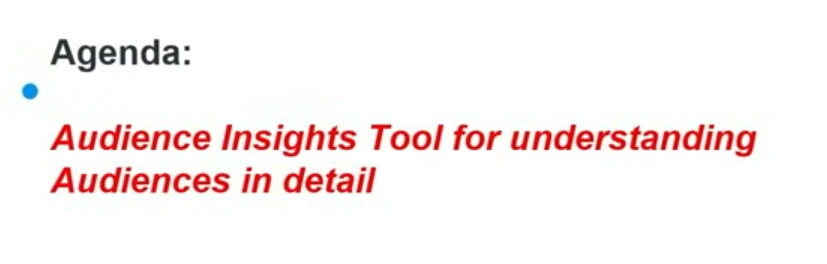 Agenda:
Audience Insights Tool for understanding
Audiences in detail